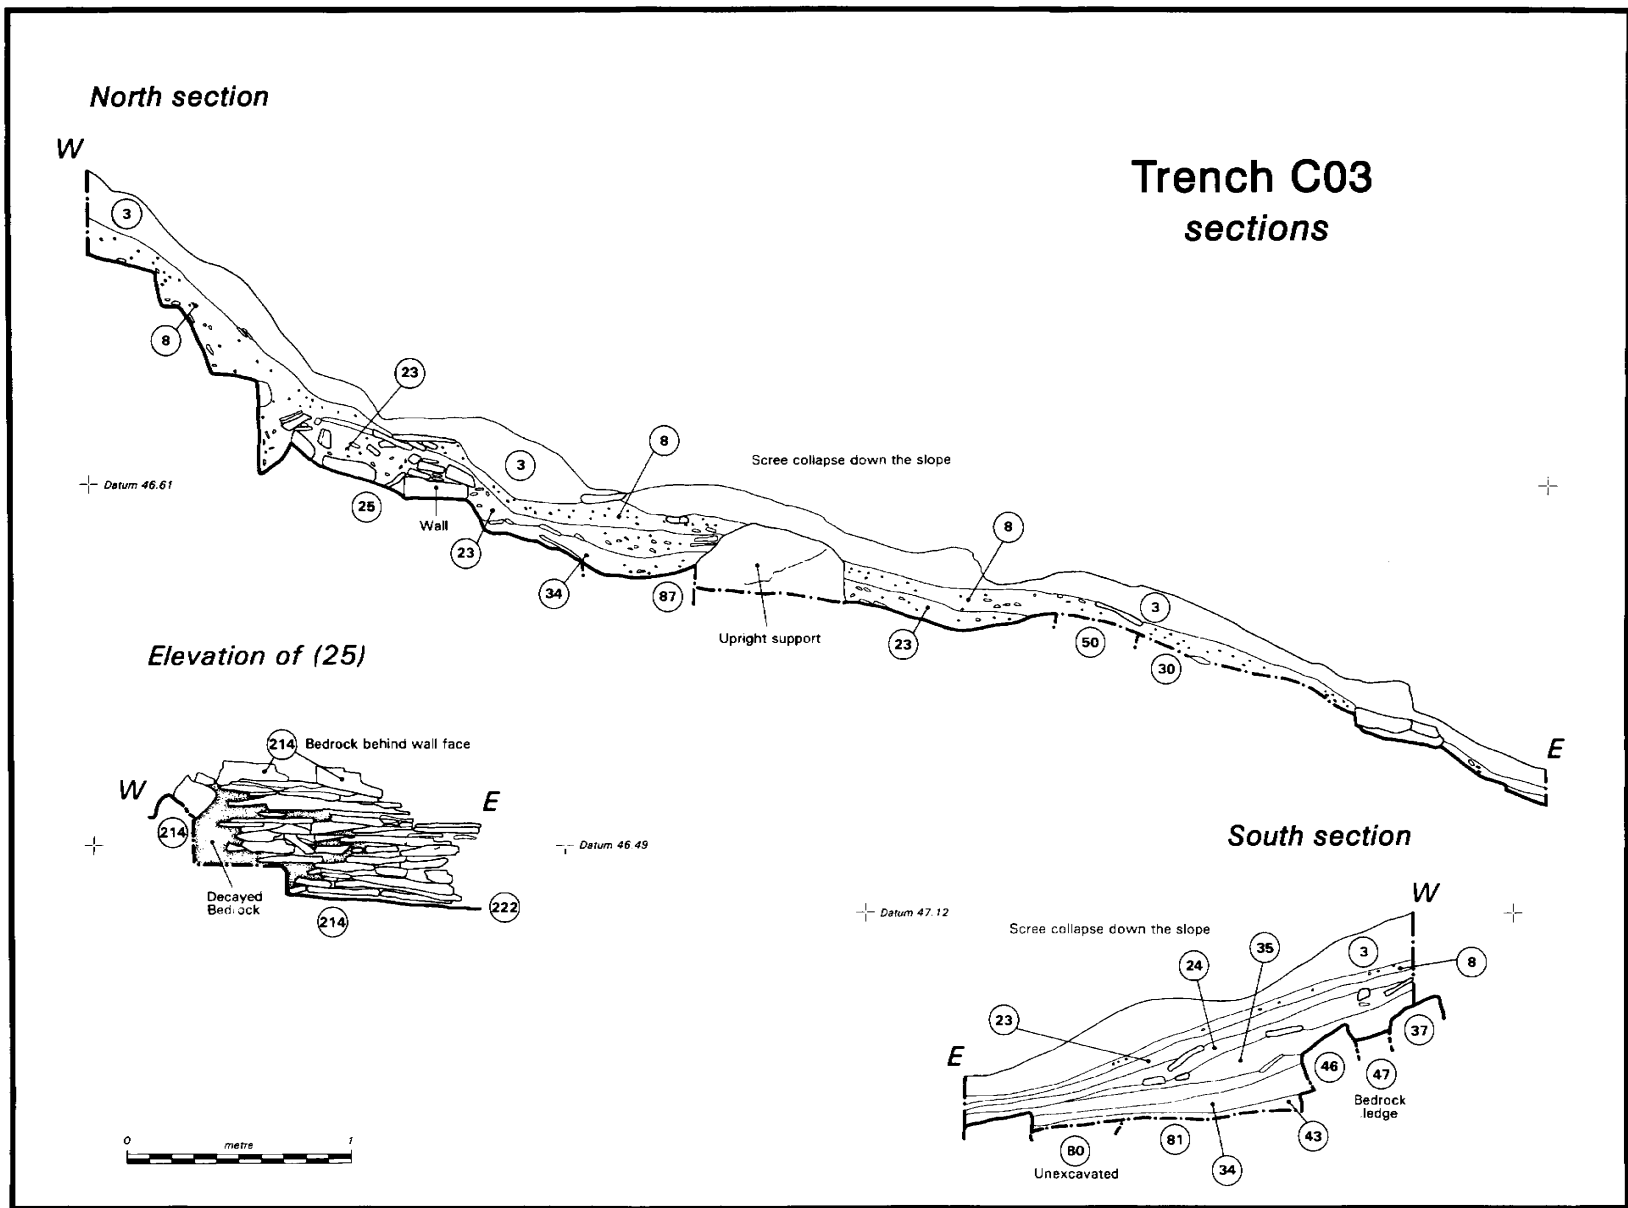 North section
W
Trench C03
sections
3
8
23
8
3
Scree collapse down the slope
Datum 46.61
25
Wall
23
8
34
87
3
Upright support
23
50
30
Elevation of (25)
E
214 Bedrock behind wall face
W
E
214
South section
Datum 46.49
Decayed
Bedrock
222
214
W
Datum 47.12
Scree collapse down the slope
35
3
24
8
23
37
E
46
47
Bedrock
ledge
43
81
80
34
Unexcavated
0 metre 1